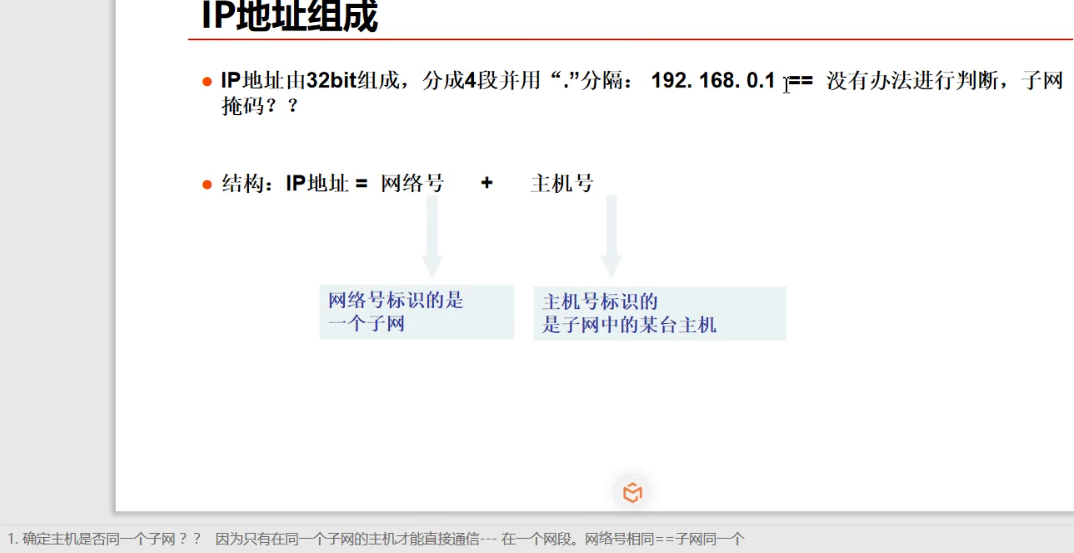 IP地址组成
IP地址由32bit组成，分成4段并用“.”分隔： 192. 168. 0.1 == 没有办法进行判断，子网
掩码？？
结构：IP地址 = 网络号 + 主机号
网络号标识的是
一个子网
主机号标识的
是子网中的某台主机
1. 确定主机是否同一个子网？？ 因为只有在同一个子网的主机才能直接通信--- 在一个网段。网络号相同==子网同一个